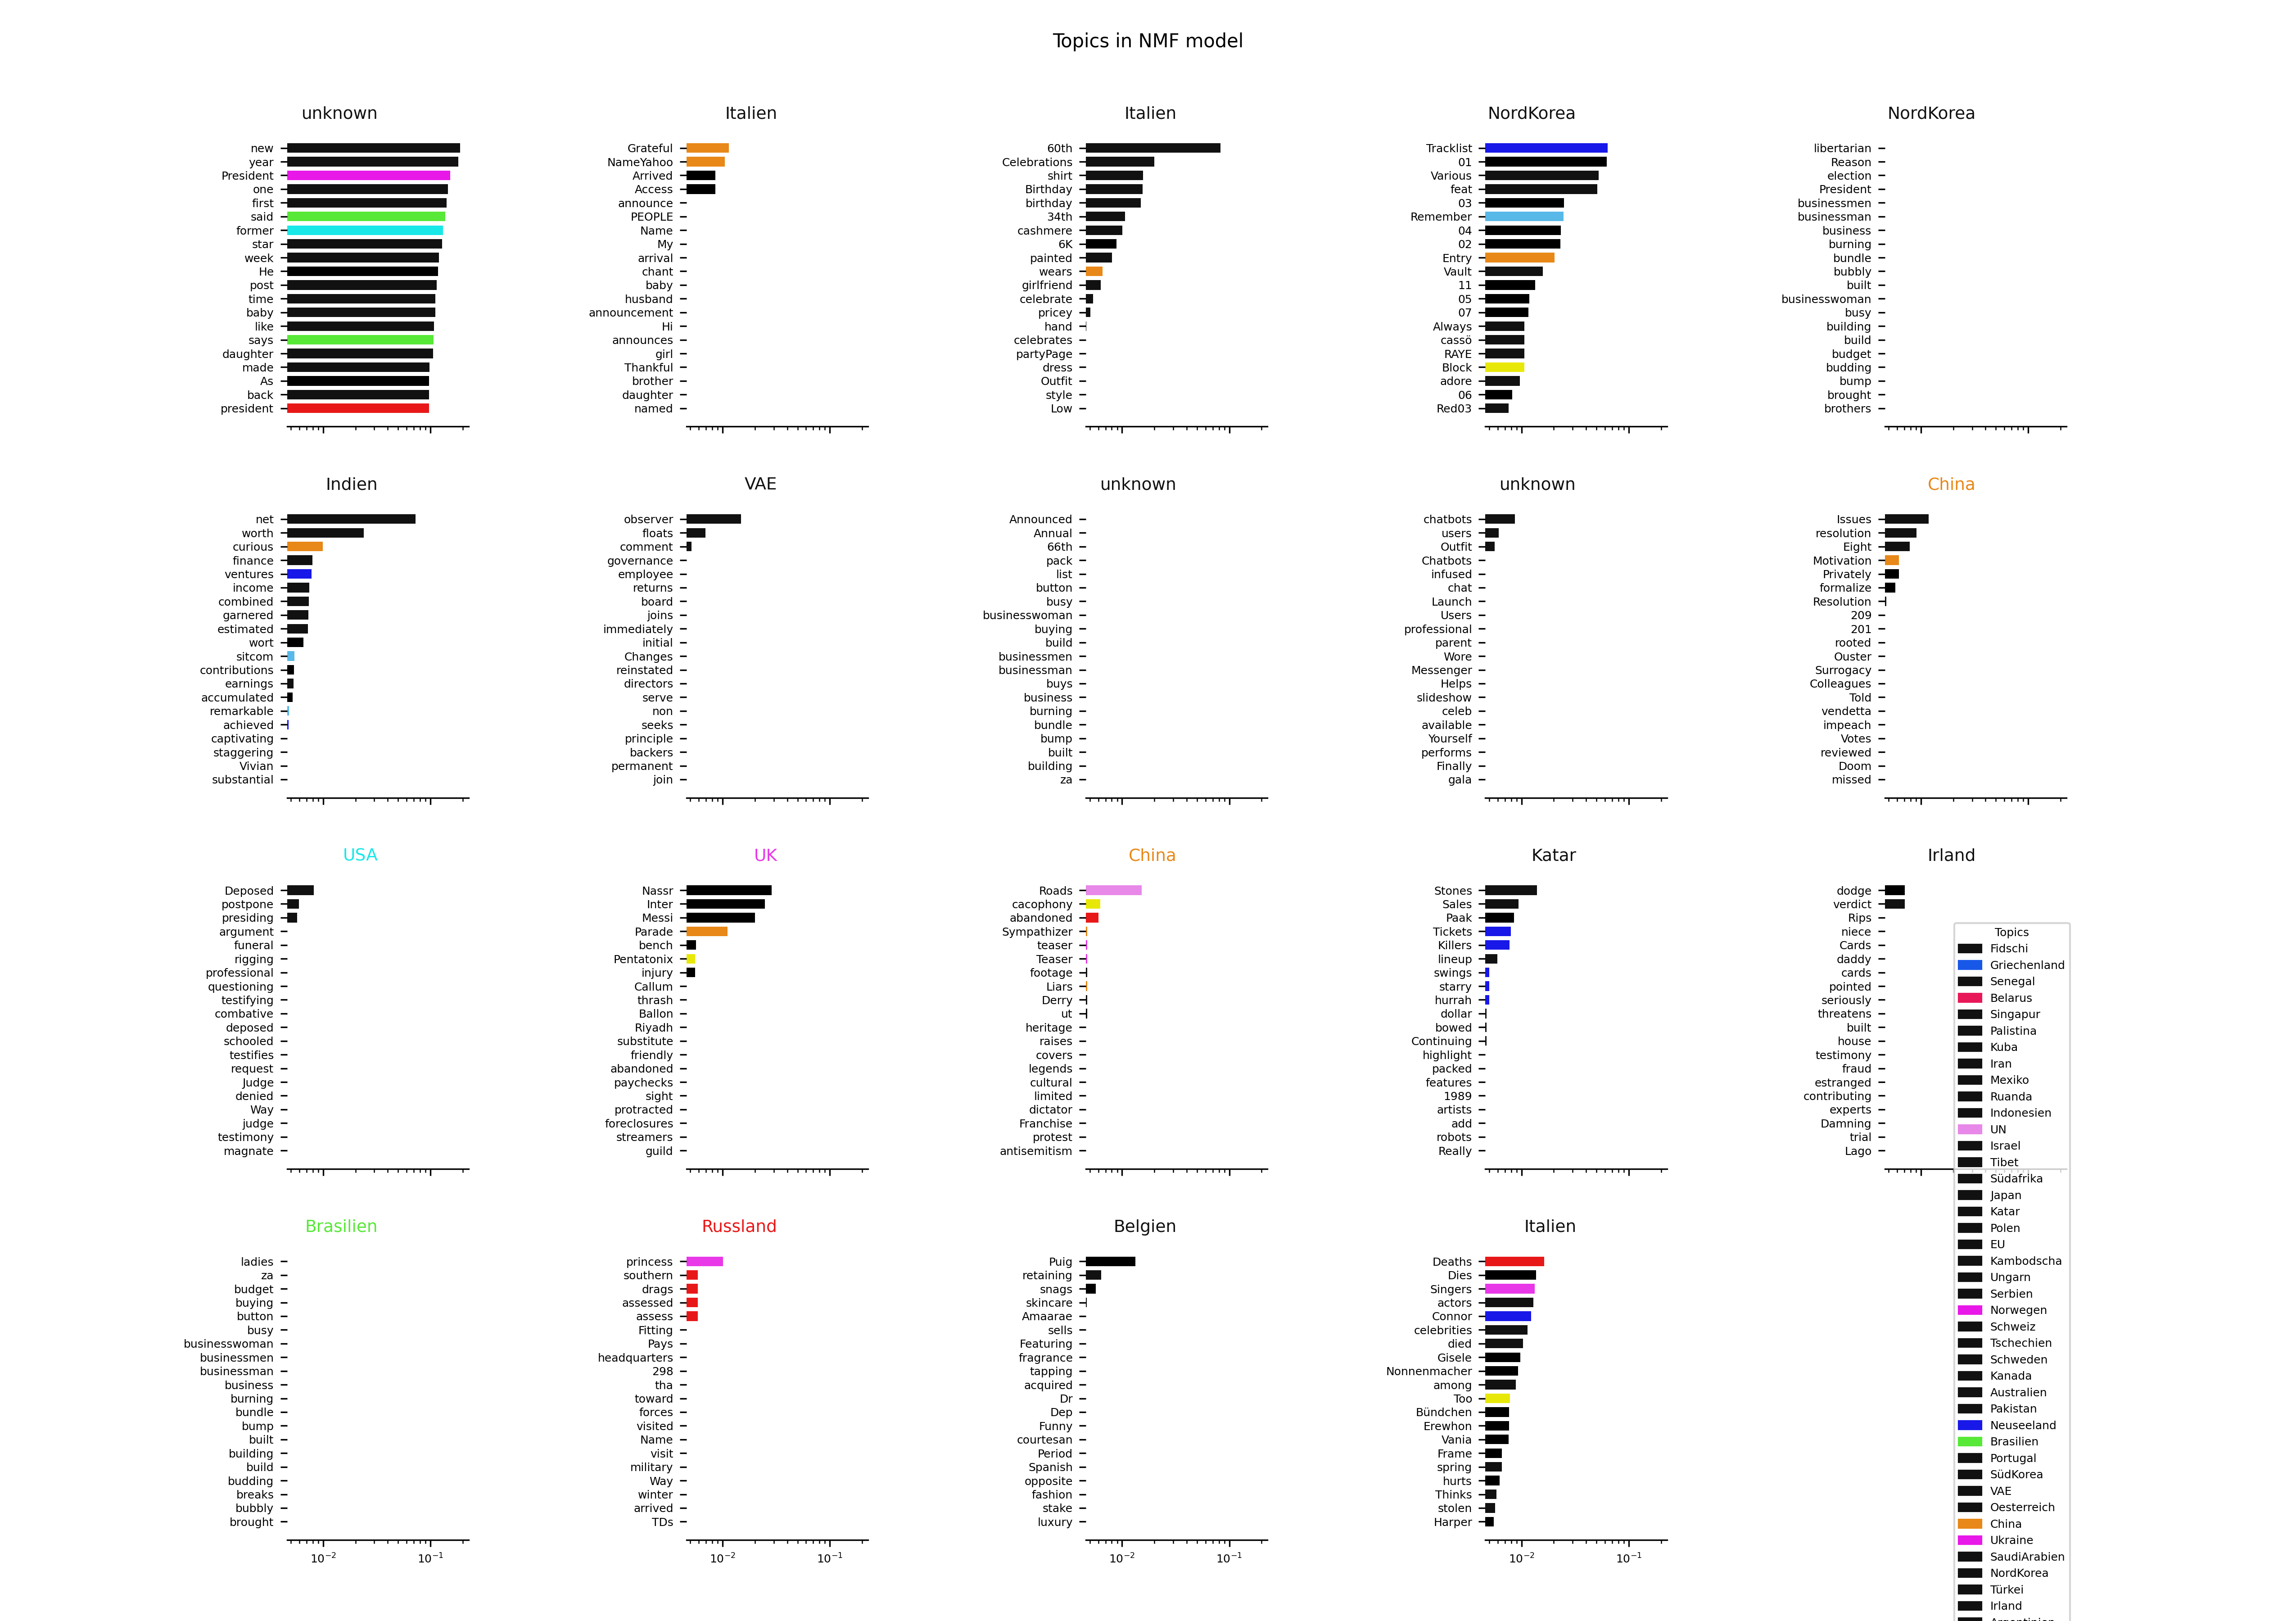 Topics in NMF model
unknown
new
year
President
one
first
said
former
star
week
He
post
time
baby
like
says
daughter
made
As
back
president
Italien
Grateful
NameYahoo
Arrived
Access
announce
PEOPLE
Name
My
arrival
chant
baby
husband
announcement
Hi
announces
girl
Thankful
brother
daughter
named
Italien
60th
Celebrations
shirt
Birthday
birthday
34th
cashmere
6K
painted
wears
girlfriend
celebrate
pricey
hand
celebrates
partyPage
dress
Outfit
style
Low
NordKorea
Tracklist
01
Various
feat
03
Remember
04
02
Entry
Vault
11
05
07
Always
cassö
RAYE
Block
adore
06
Red03
NordKorea
libertarian
Reason
election
President
businessmen
businessman
business
burning
bundle
bubbly
built
businesswoman
busy
building
build
budget
budding
bump
brought
brothers
Indien
net
worth
curious
finance
ventures
income
combined
garnered
estimated
wort
sitcom
contributions
earnings
accumulated
remarkable
achieved
captivating
staggering
Vivian
substantial
VAE
observer
floats
comment
governance
employee
returns
board
joins
immediately
initial
Changes
reinstated
directors
serve
non
seeks
principle
backers
permanent
join
unknown
Announced
Annual
66th
pack
list
button
busy
businesswoman
buying
build
businessmen
businessman
buys
business
burning
bundle
bump
built
building
za
unknown
chatbots
users
Outfit
Chatbots
infused
chat
Launch
Users
professional
parent
Wore
Messenger
Helps
slideshow
celeb
available
Yourself
performs
Finally
gala
China
Issues
resolution
Eight
Motivation
Privately
formalize
Resolution
209
201
rooted
Ouster
Surrogacy
Colleagues
Told
vendetta
impeach
Votes
reviewed
Doom
missed
USA
Deposed
postpone
presiding
argument
funeral
rigging
professional
questioning
testifying
combative
deposed
schooled
testifies
request
Judge
denied
Way
judge
testimony
magnate
UK
Nassr
Inter
Messi
Parade
bench
Pentatonix
injury
Callum
thrash
Ballon
Riyadh
substitute
friendly
abandoned
paychecks
sight
protracted
foreclosures
streamers
guild
China
Roads
cacophony
abandoned
Sympathizer
teaser
Teaser
footage
Liars
Derry
ut
heritage
raises
covers
legends
cultural
limited
dictator
Franchise
protest
antisemitism
Katar
Stones
Sales
Paak
Tickets
Killers
lineup
swings
starry
hurrah
dollar
bowed
Continuing
highlight
packed
features
1989
artists
add
robots
Really
Irland
dodge
verdict
Rips
niece
Cards
daddy
cards
pointed
seriously
threatens
built
house
testimony
fraud
estranged
contributing
experts
Damning
trial
Lago
Brasilien
ladies
za
budget
buying
button
busy
businesswoman
businessmen
businessman
business
burning
bundle
bump
built
building
build
budding
breaks
bubbly
brought
10⁻² 10⁻¹
Russland
princess
southern
drags
assessed
assess
Fitting
Pays
headquarters
298
tha
toward
forces
visited
Name
visit
military
Way
winter
arrived
TDs
10⁻² 10⁻¹
Belgien
Puig
retaining
snags
skincare
Amaarae
sells
Featuring
fragrance
tapping
acquired
Dr
Dep
Funny
courtesan
Period
Spanish
opposite
fashion
stake
luxury
10⁻² 10⁻¹
Italien
Deaths
Dies
Singers
actors
Connor
celebrities
died
Gisele
Nonnenmacher
among
Too
Bündchen
Erewhon
Vania
Frame
spring
hurts
Thinks
stolen
Harper
10⁻² 10⁻¹
Topics
Fidschi
Griechenland
Senegal
Belarus
Singapur
Palistina
Kuba
Iran
Mexiko
Ruanda
Indonesien
UN
Israel
Tibet
Südafrika
Japan
Katar
Polen
EU
Kambodscha
Ungarn
Serbien
Norwegen
Schweiz
Tschechien
Schweden
Kanada
Australien
Pakistan
Neuseeland
Brasilien
Portugal
SüdKorea
VAE
Oesterreich
China
Ukraine
SaudiArabien
NordKorea
Türkei
Irland